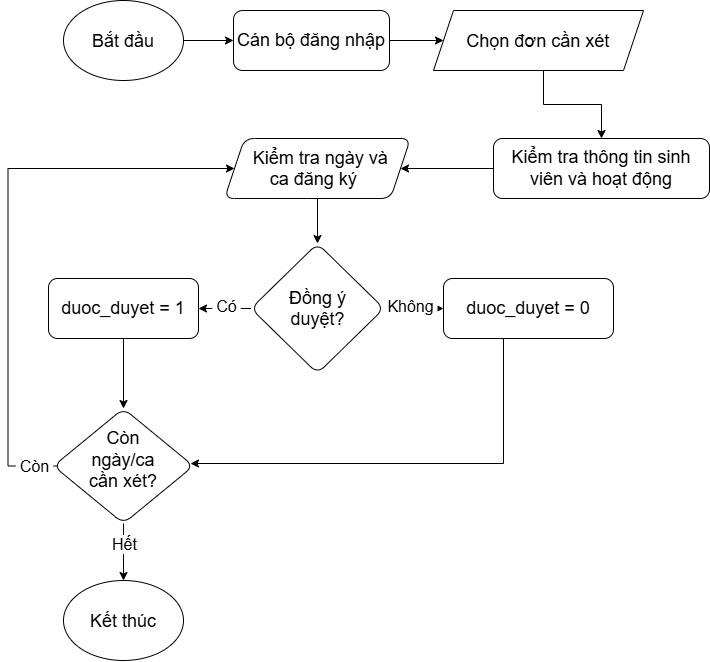 Bắt đầu
Cán bộ đăng nhập
Chọn đơn cần xét
Kiểm tra thông tin sinh
viên và hoạt động
Kiểm tra ngày và
ca đăng ký
Đồng ý
duyệt?
Có
Không
duoc_duyet = 1
duoc_duyet = 0
Còn
ngày/ca
cần xét?
Còn
Hết
Kết thúc